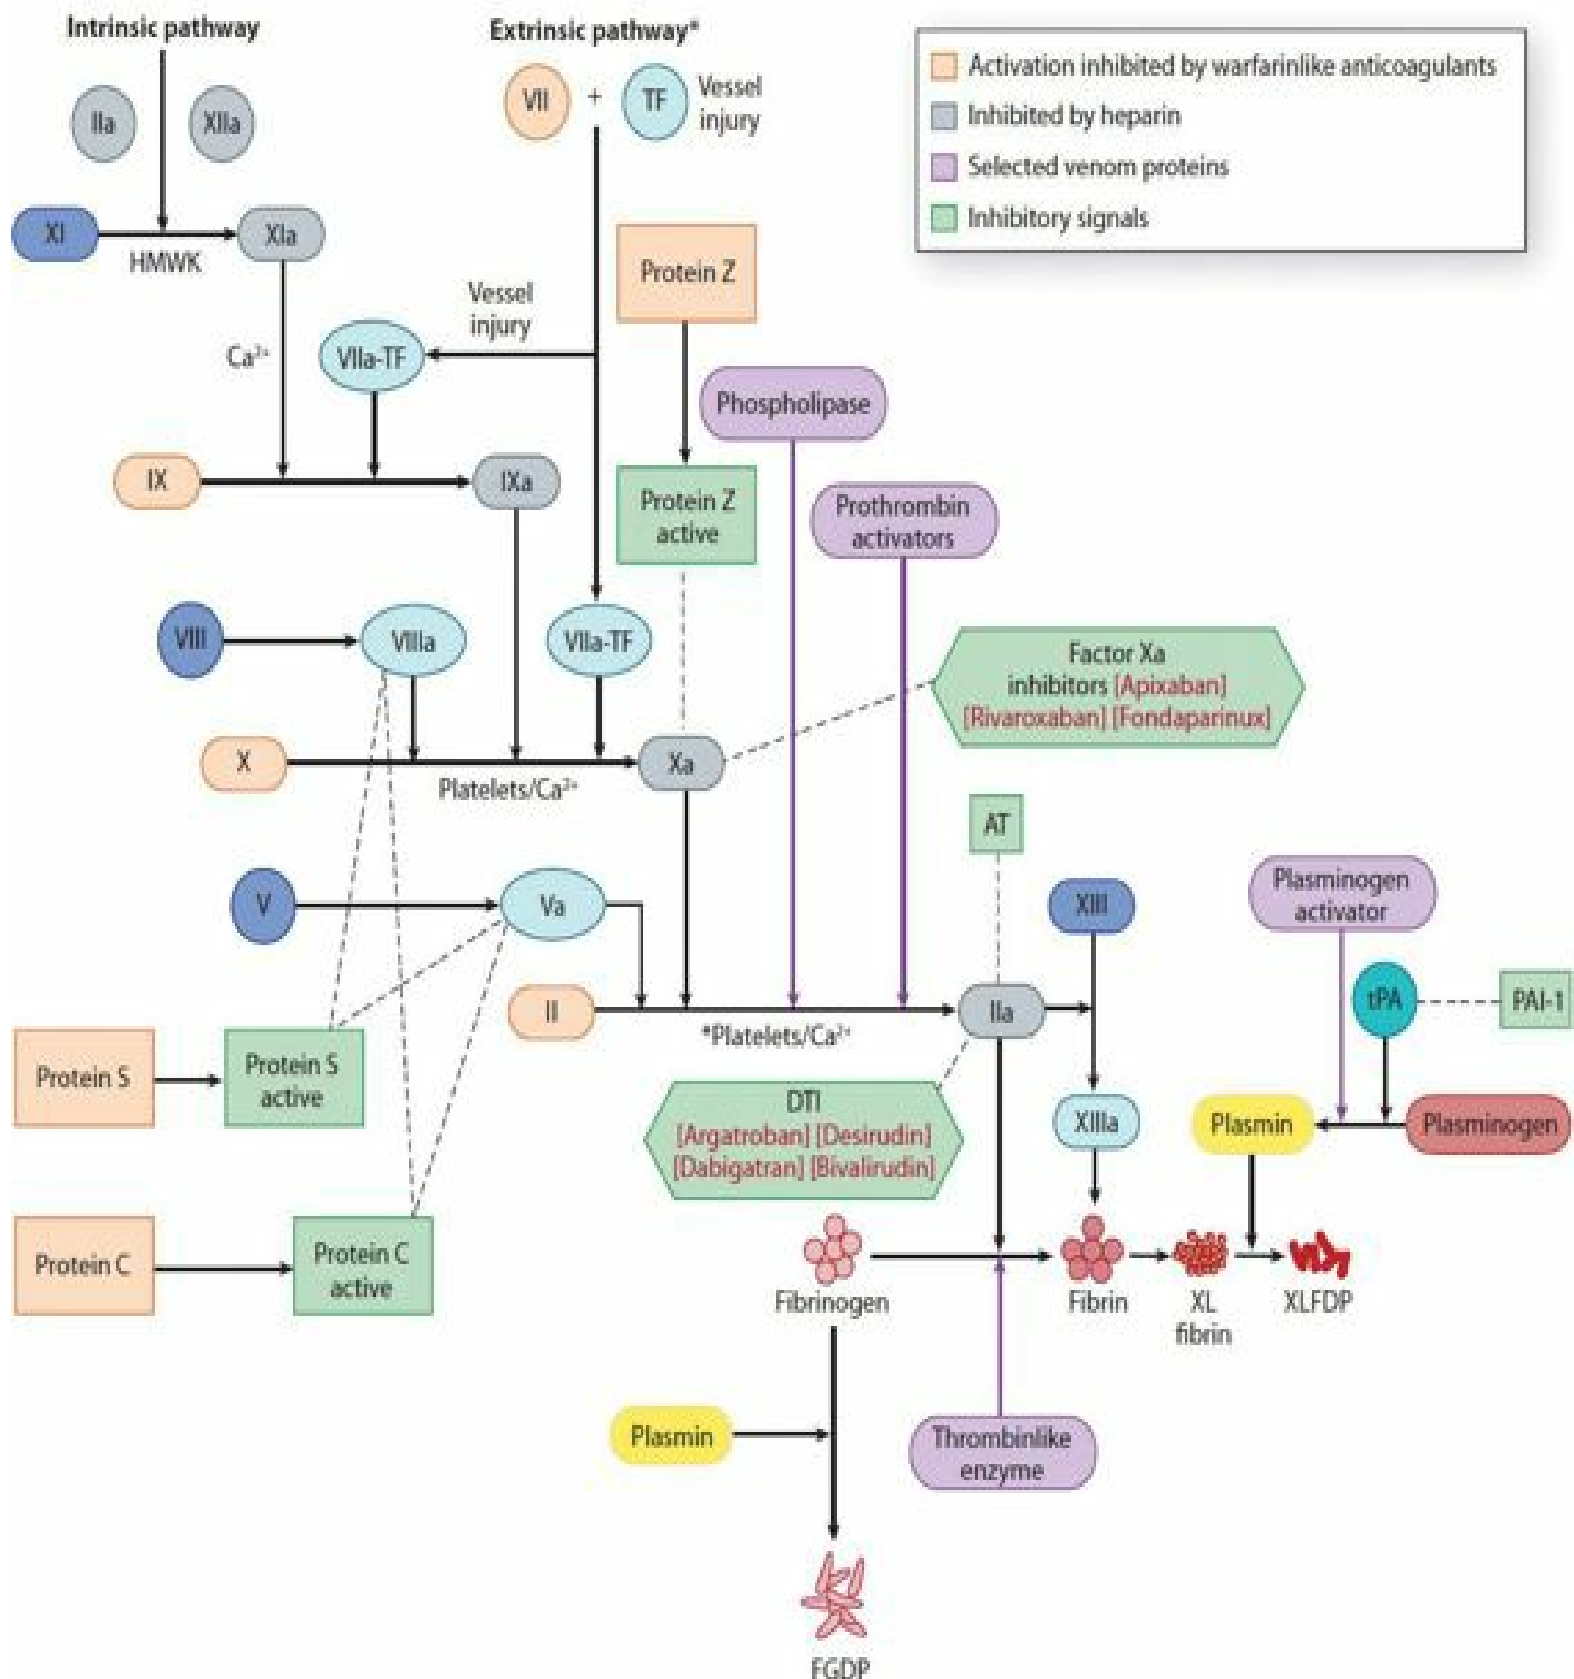 Intrinsic pathway
Extrinsic pathway*
IIa
XIIa
VII
+
TF
Vessel
injury
Activation inhibited by warfarinlike anticoagulants
Inhibited by heparin
Selected venom proteins
Inhibitory signals
XI
HMWK
XIa
Protein Z
Vessel
injury
Ca²⁺
VIIa-TF
Phospholipase
IX
IXa
Protein Z
active
Prothrombin
activators
VIII
VIIIa
VIIa-TF
Factor Xa
inhibitors [Apixaban]
[Rivaroxaban] [Fondaparinux]
X
Platelets/Ca²⁺
Xa
AT
V
Va
XIII
Plasminogen
activator
II
*Platelets/Ca²⁺
IIa
tPA
PAI-1
Protein S
Protein S
active
DTI
[Argatroban] [Desirudin]
[Dabigatran] [Bivalirudin]
XIIIa
Plasmin
Plasminogen
Protein C
Protein C
active
Fibrinogen
Fibrin
XL
fibrin
XLFDP
Plasmin
Thrombinlike
enzyme
FGDP